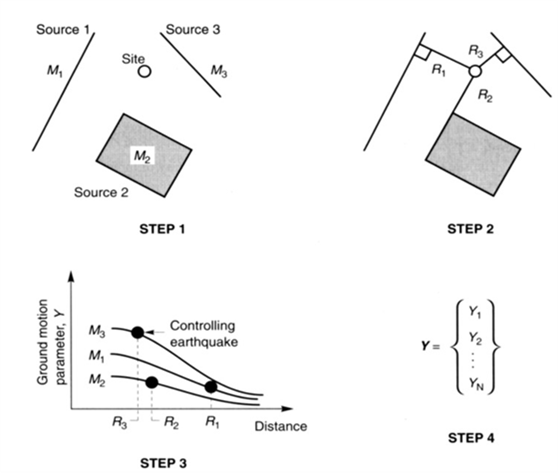 Source 1
Source 3
Site
M1
M3
M2
Source 2
STEP 1
R1
R3
R2
STEP 2
Ground motion
parameter, Y
M3
M1
M2
Controlling
earthquake
R3
R2
R1
Distance
STEP 3
Y =
Y1
Y2
⋮
YN
STEP 4